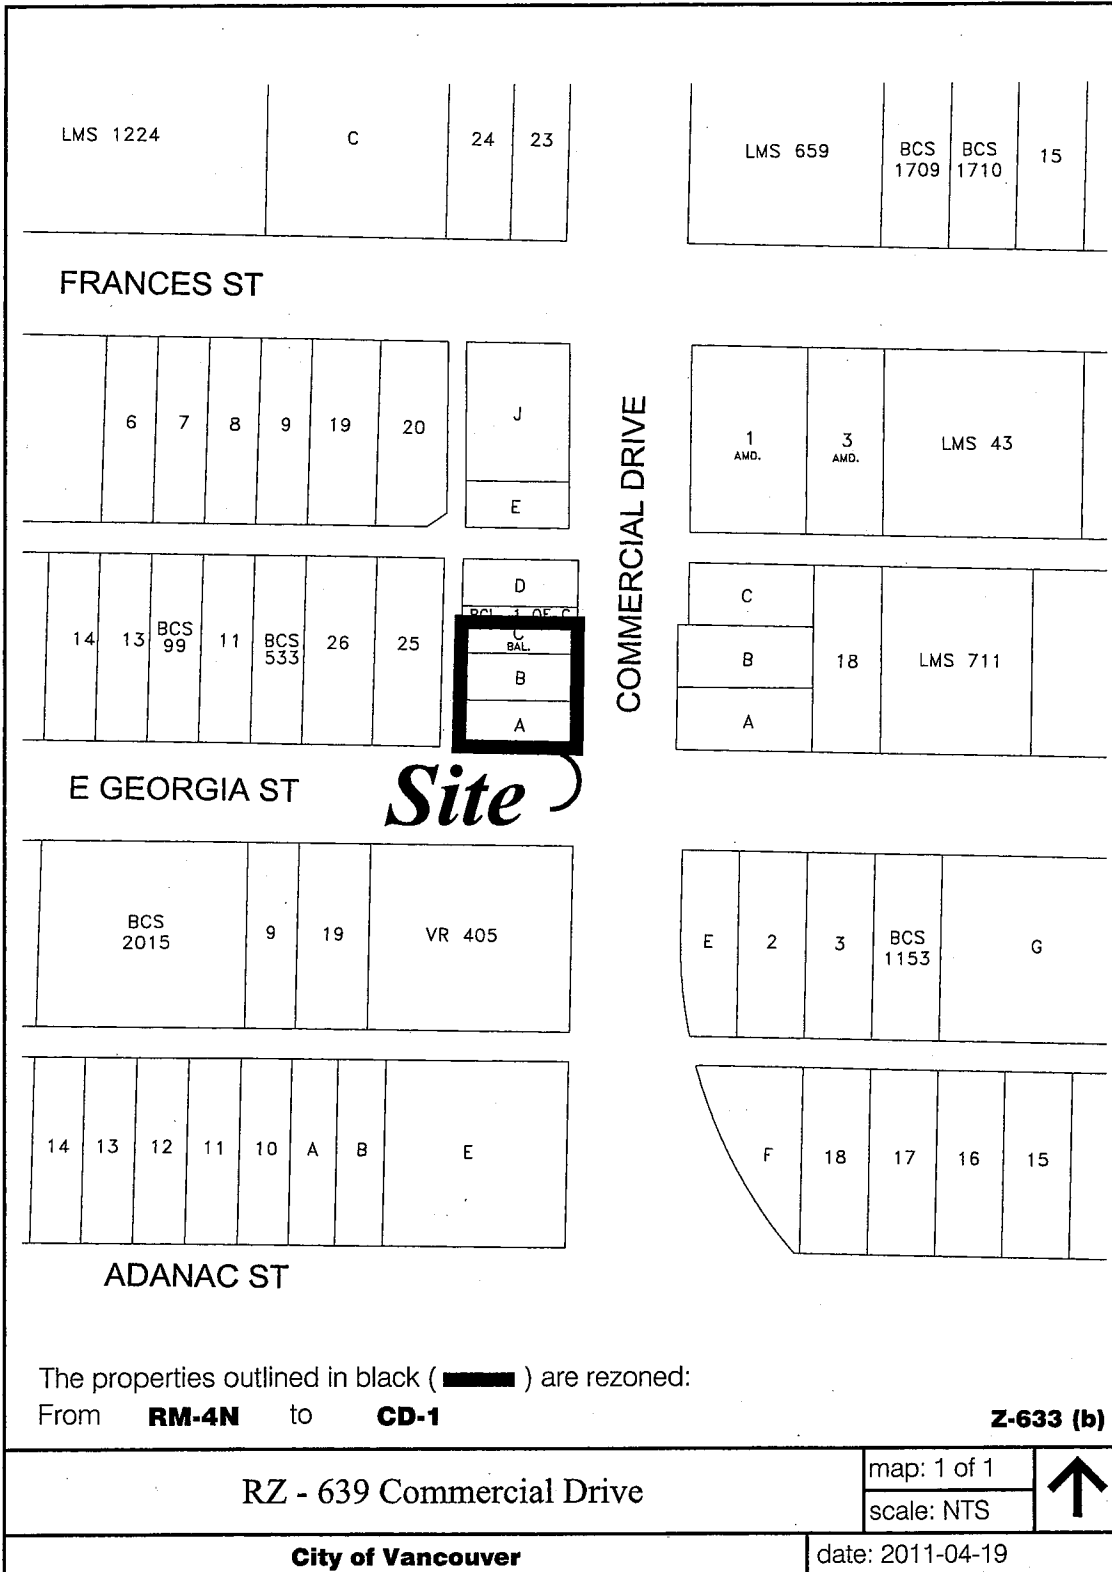 LMS 1224
C
24
23
LMS 659
BCS
1709
BCS
1710
15
FRANCES ST
6
7
8
9
19
20
J
E
COMMERCIAL DRIVE
1
AMD.
3
AMD.
LMS 43
14
13
BCS
99
11
BCS
533
26
25
D
PCL. 1 OF C
C
BAL.
B
A
C
B
A
18
LMS 711
E GEORGIA ST
Site
BCS
2015
9
19
VR 405
E
2
3
BCS
1153
G
14
13
12
11
10
A
B
E
F
18
17
16
15
ADANAC ST
The properties outlined in black ( ) are rezoned:
From RM-4N to CD-1
Z-633 (b)
RZ - 639 Commercial Drive
map: 1 of 1
scale: NTS
City of Vancouver
date: 2011-04-19